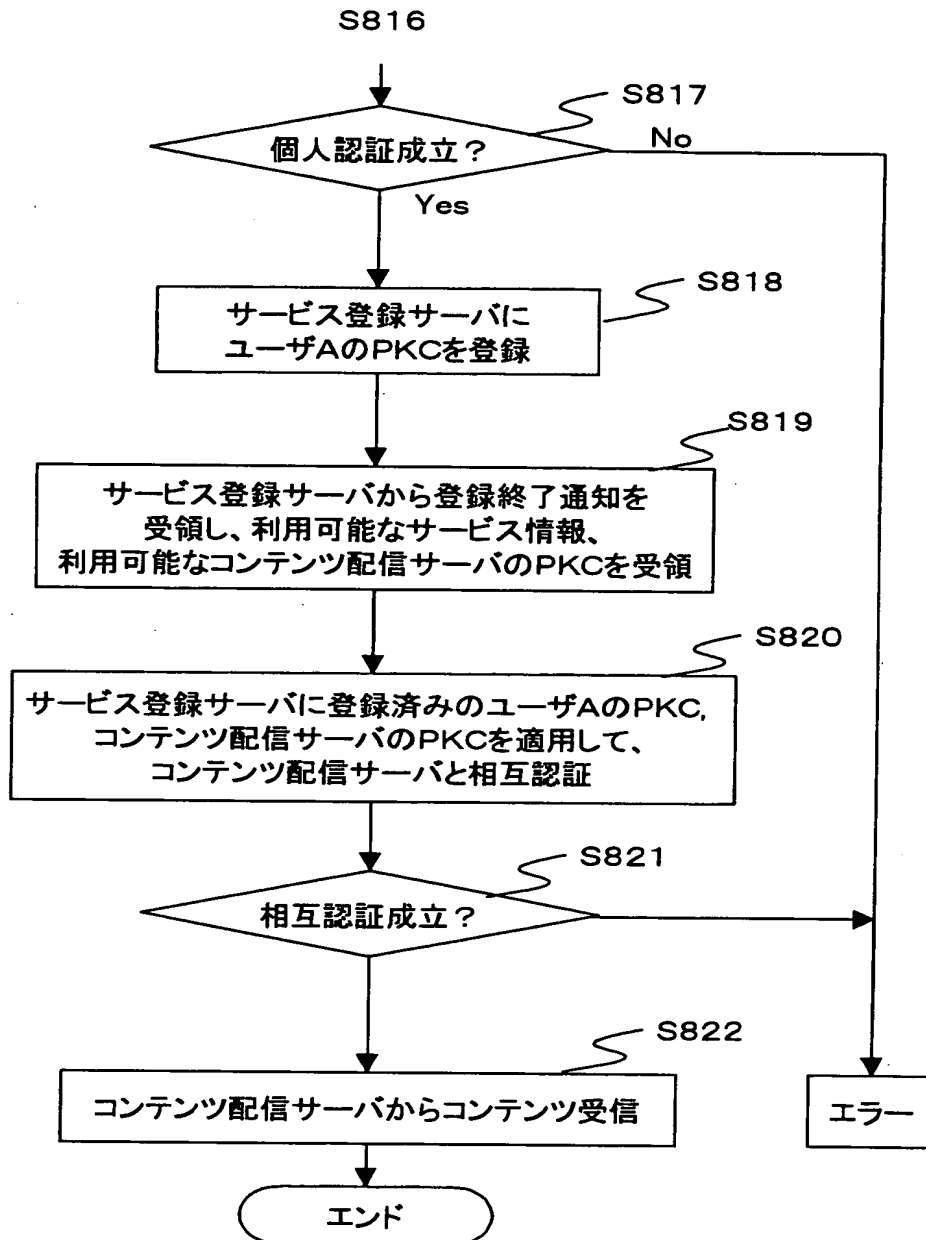 S816
S817
個人認証成立？
No
Yes
S818
サービス登録サーバに
ユーザAのPKCを登録
S819
サービス登録サーバから登録終了通知を
受領し、利用可能なサービス情報、
利用可能なコンテンツ配信サーバのPKCを受領
S820
サービス登録サーバに登録済みのユーザAのPKC,
コンテンツ配信サーバのPKCを適用して、
コンテンツ配信サーバと相互認証
S821
相互認証成立？
S822
コンテンツ配信サーバからコンテンツ受信
エラー
エンド